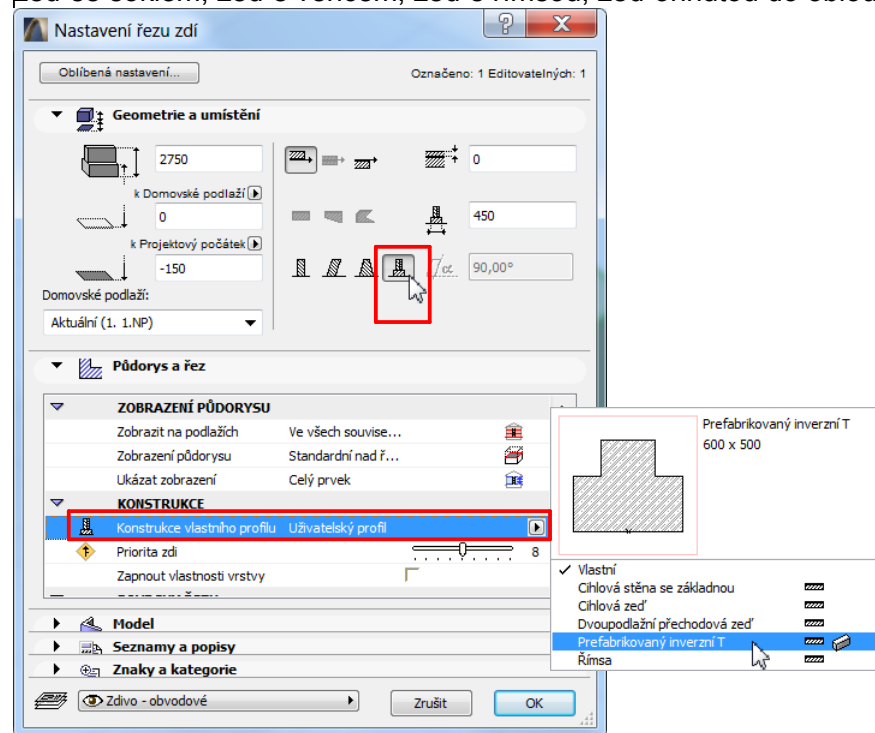 Nastavení řezu zdí
Oblíbená nastavení...
Označeno: 1 Editovatelných: 1
Geometrie a umístění
2750
0
k Domovské podlaží
0
450
k Projektový počátek
-150
α
90,00°
Domovské podlaží:
Aktuální (1. 1.NP)
Půdorys a řez
ZOBRAZENÍ PŮDORYSU
Zobrazit na podlažích Ve všech souvise...
Zobrazení půdorysu Standardní nad ř...
Ukázat zobrazení Celý prvek
KONSTRUKCE
Konstrukce vlastního profilu Uživatelský profil
Priorita zdi 8
Zapnout vlastnosti vrstvy
Model
Seznamy a popisy
Znaky a kategorie
Zdivo - obvodové
Zrušit
OK
Prefabrikovaný inverzní T
600 x 500
Vlastní
Cihlová stěna se základnou
Cihlová zeď
Dvoupodlažní přechodová zeď
Prefabrikovaný inverzní T
Římsa